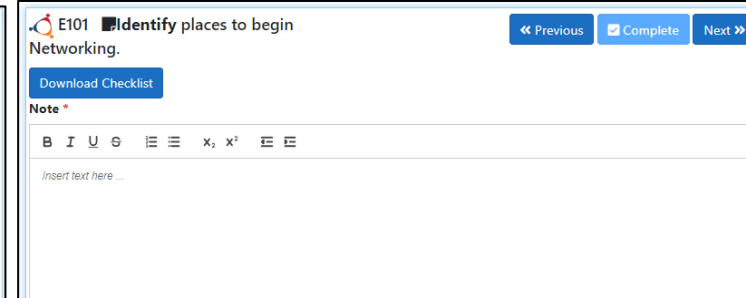 E101 Identify places to begin
Networking.
Previous Complete Next
Download Checklist
Note *
B I U S X₂ X²
Insert text here ...